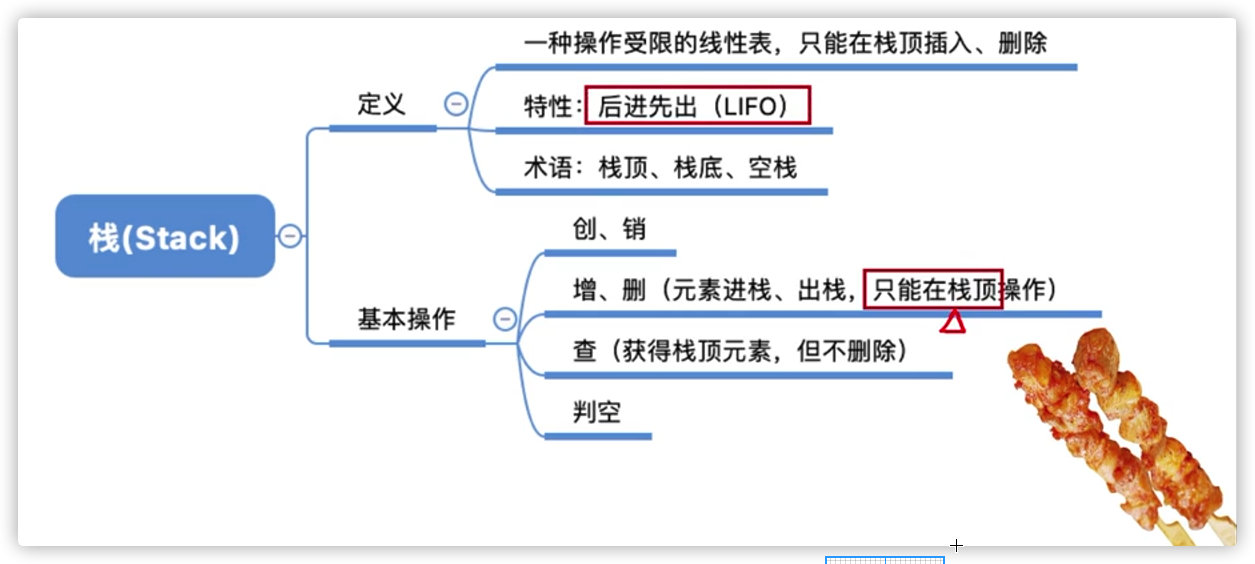 一种操作受限的线性表，只能在栈顶插入、删除
定义
特性：后进先出（LIFO）
术语：栈顶、栈底、空栈
栈(Stack)
创、销
增、删（元素进栈、出栈，只能在栈顶操作）
基本操作
查（获得栈顶元素，但不删除）
判空